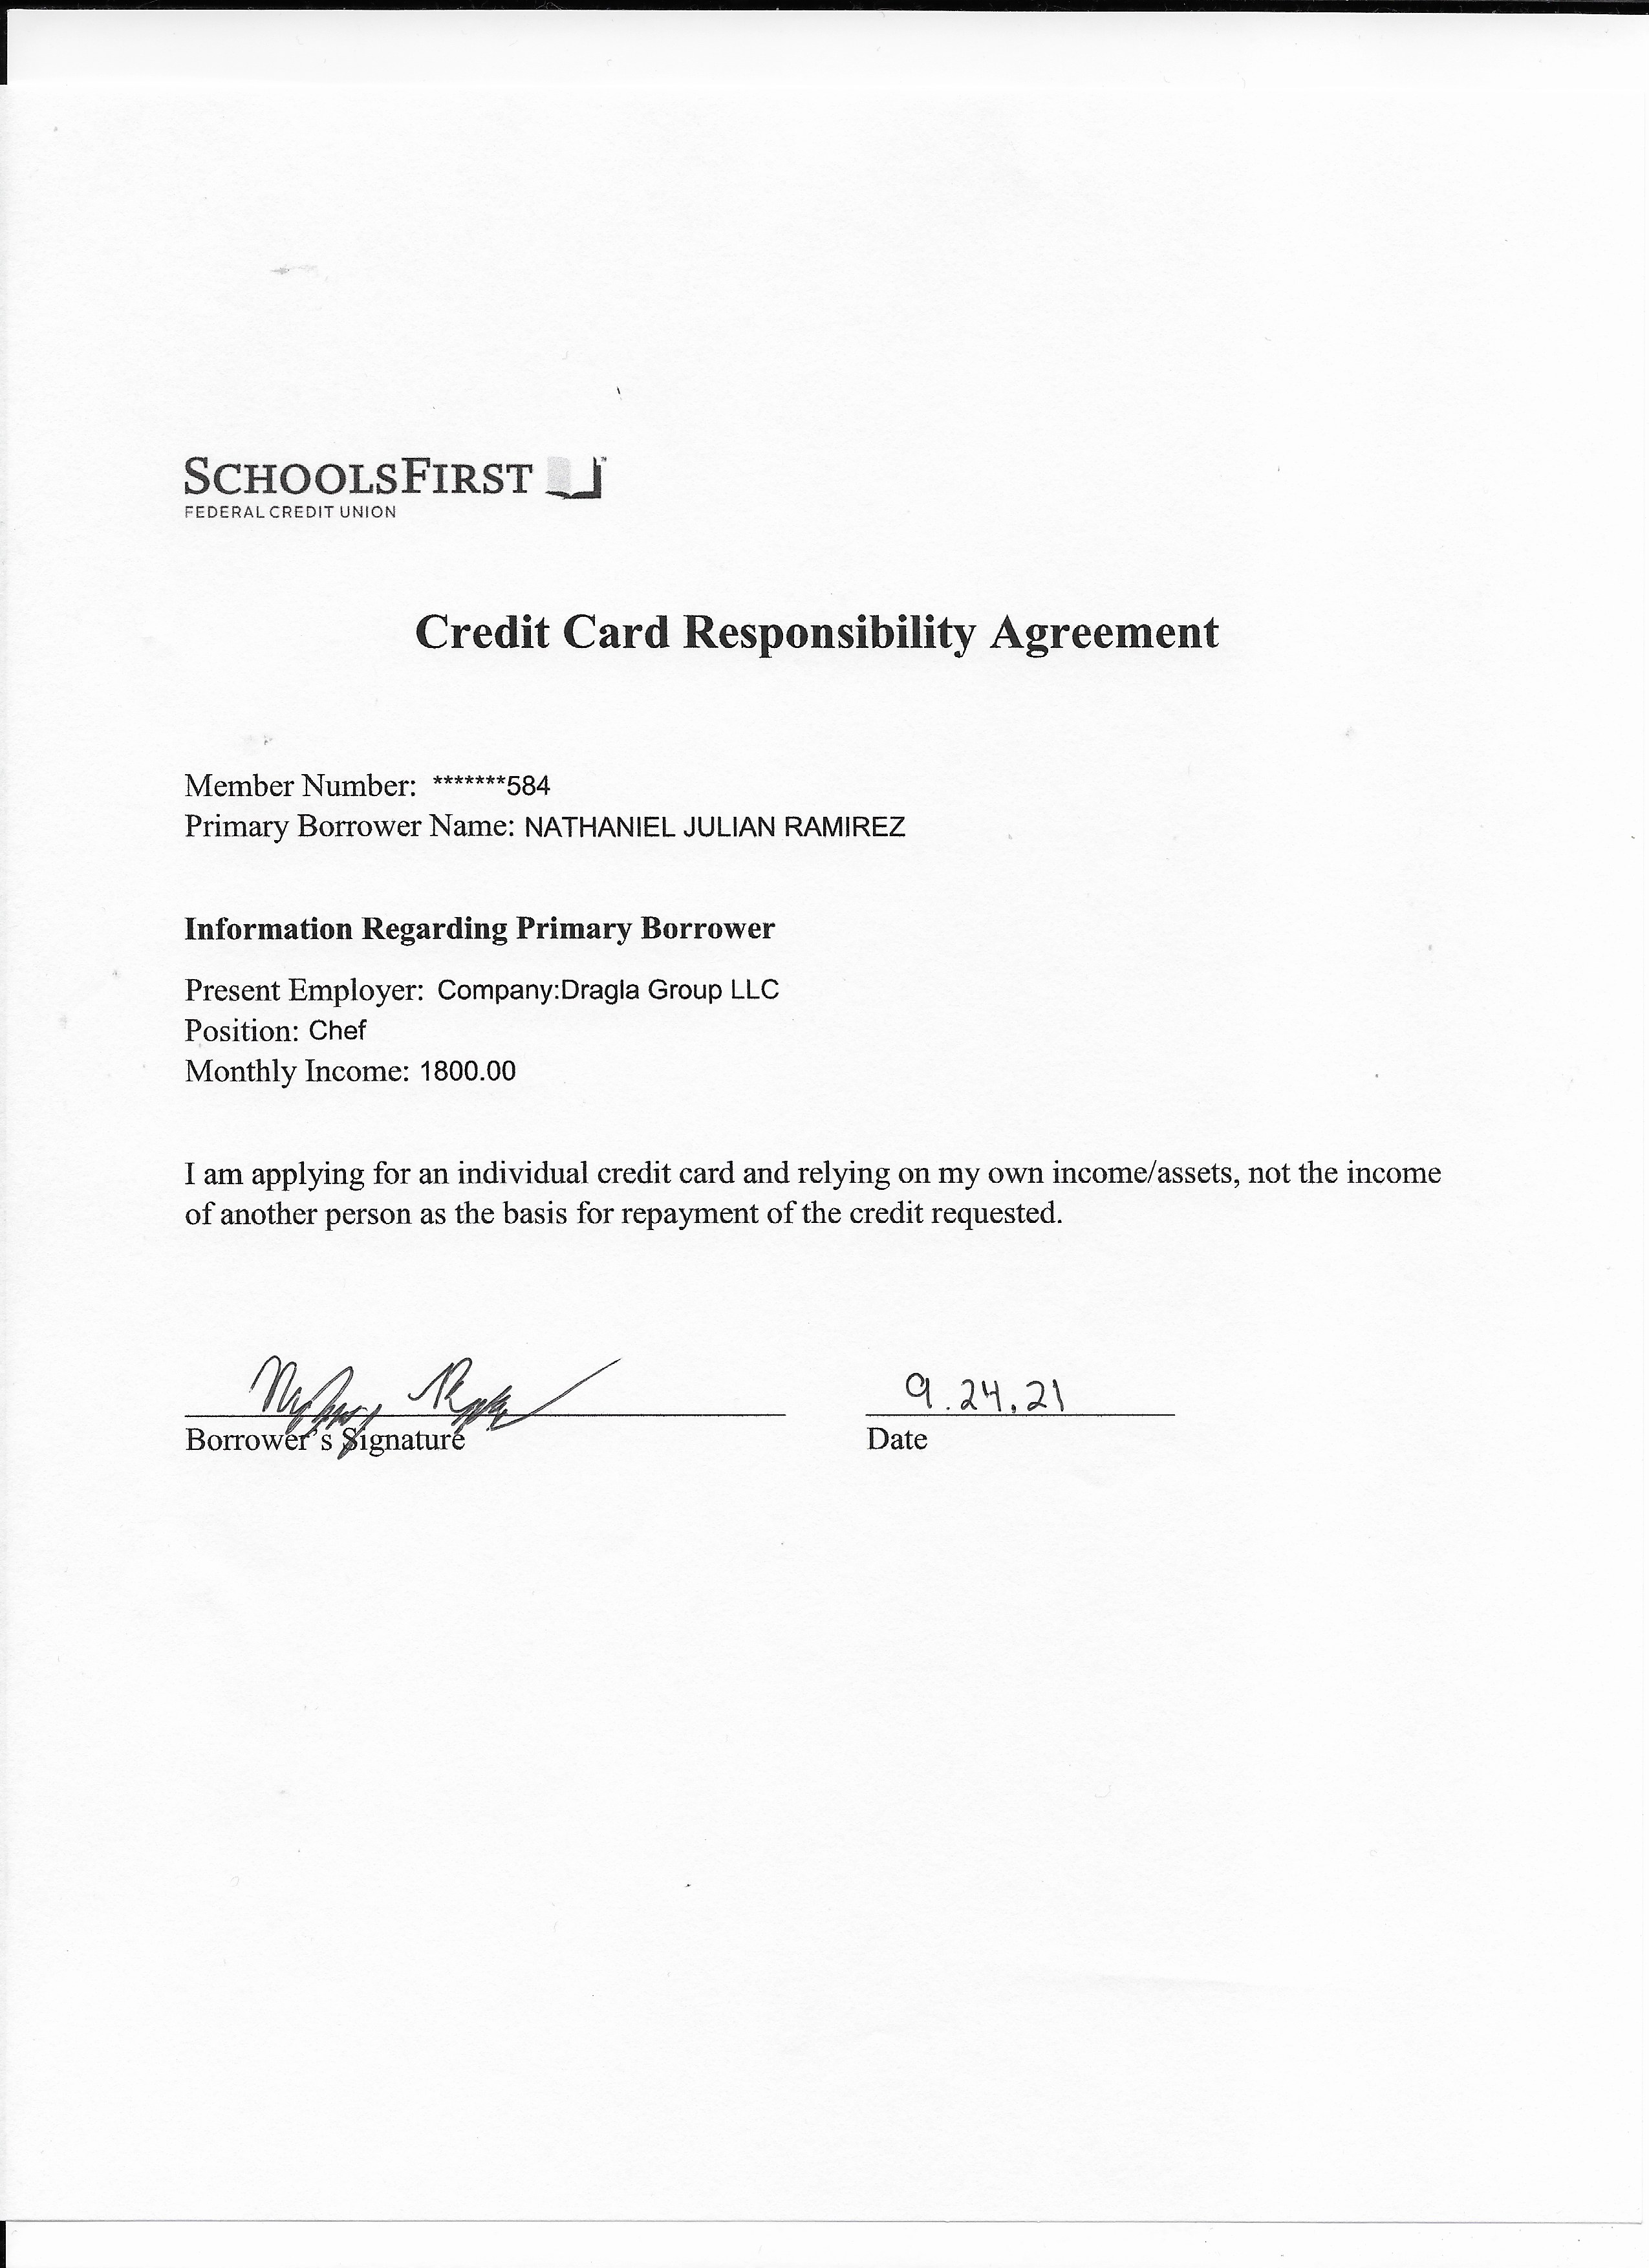 SCHOOLSFIRST
FEDERAL CREDIT UNION
Credit Card Responsibility Agreement
Member Number: *******584
Primary Borrower Name: NATHANIEL JULIAN RAMIREZ
Information Regarding Primary Borrower
Present Employer: Company:Dragla Group LLC
Position: Chef
Monthly Income: 1800.00
I am applying for an individual credit card and relying on my own income/assets, not the income
of another person as the basis for repayment of the credit requested.
9.24.21
Borrower's Signature Date